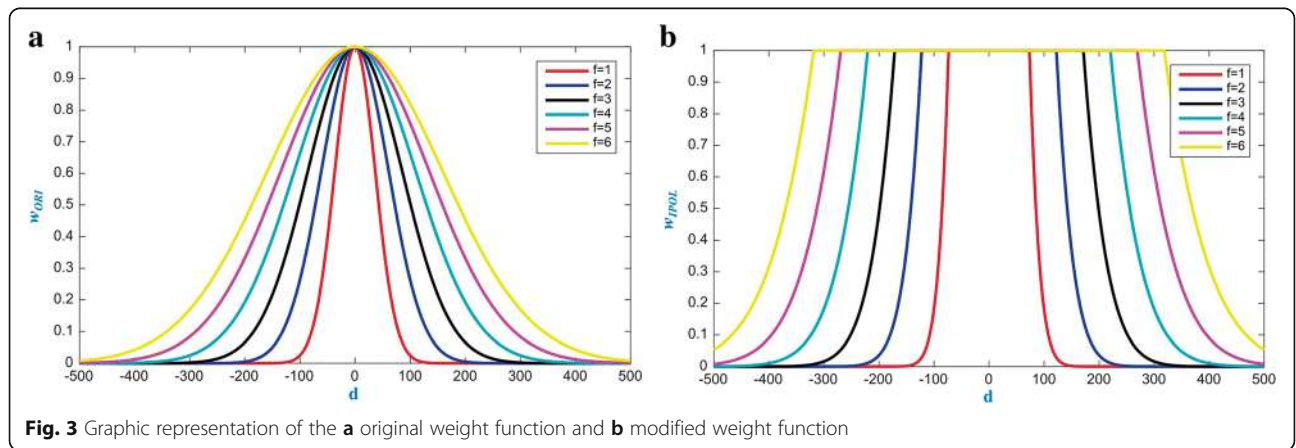 a
1
0.9
0.8
0.7
0.6
0.5
0.4
0.3
0.2
0.1
0
w_ORI
-500 -400 -300 -200 -100 0 100 200 300 400 500
d
f=1
f=2
f=3
f=4
f=5
f=6
b
1
0.9
0.8
0.7
0.6
0.5
0.4
0.3
0.2
0.1
0
w_IPOL
-500 -400 -300 -200 -100 0 100 200 300 400 500
d
f=1
f=2
f=3
f=4
f=5
f=6
Fig. 3 Graphic representation of the a original weight function and b modified weight function